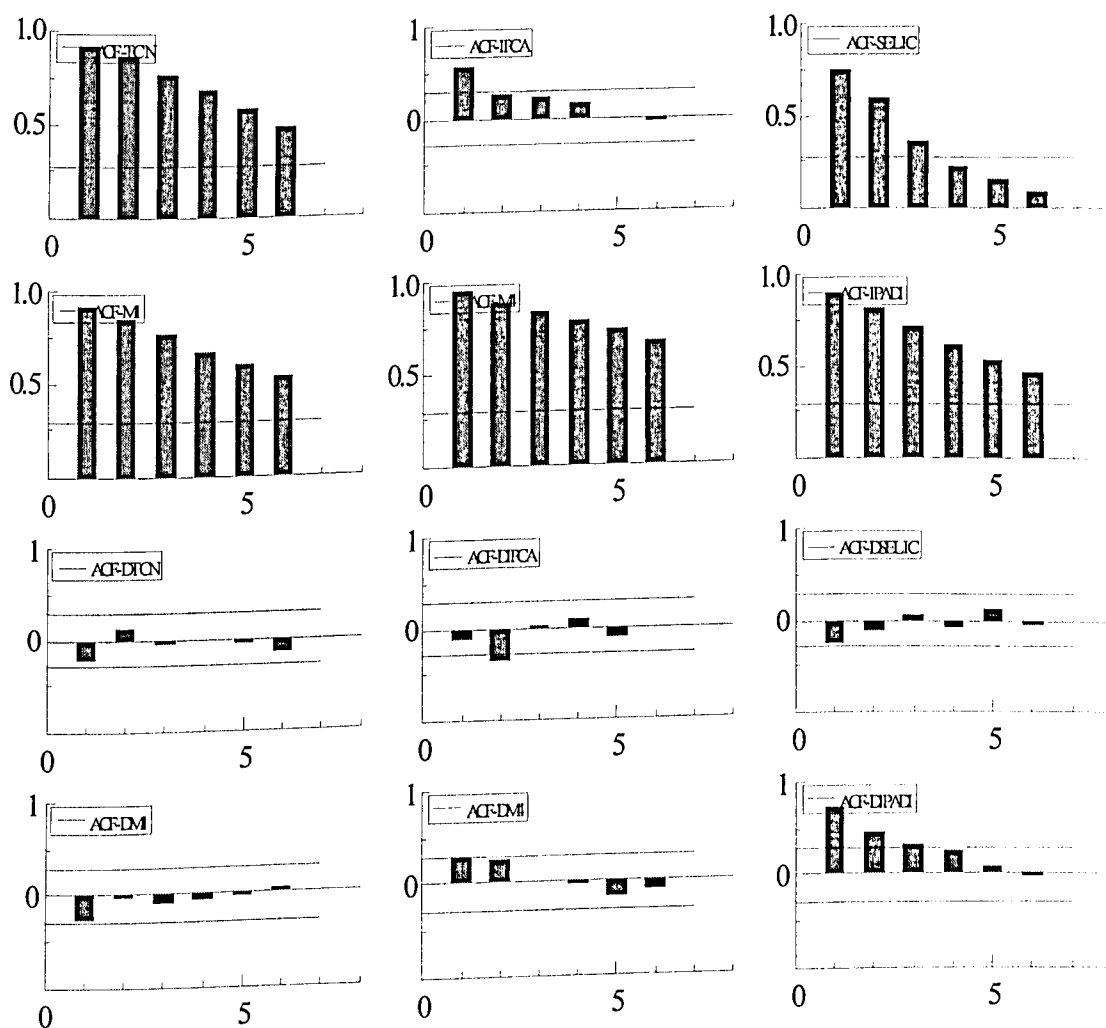 1.0 ACF-TCN 1 ACF-IPCA 1.0 ACF-SELIC
0.5 0 0.5
0 5 0 5 0 5
1.0 ACF-M1 1.0 ACF-M4 1.0 ACF-IPADI
0.5 0.5 0.5
0 5 0 5 0 5
1 ACF-DTCN 1 ACF-DIPCA 1 ACF-DSELIC
0 0 0
0 5 0 5 0 5
1 ACF-DM1 1 ACF-DM4 1 ACF-DIPADI
0 0 0
0 5 0 5 0 5